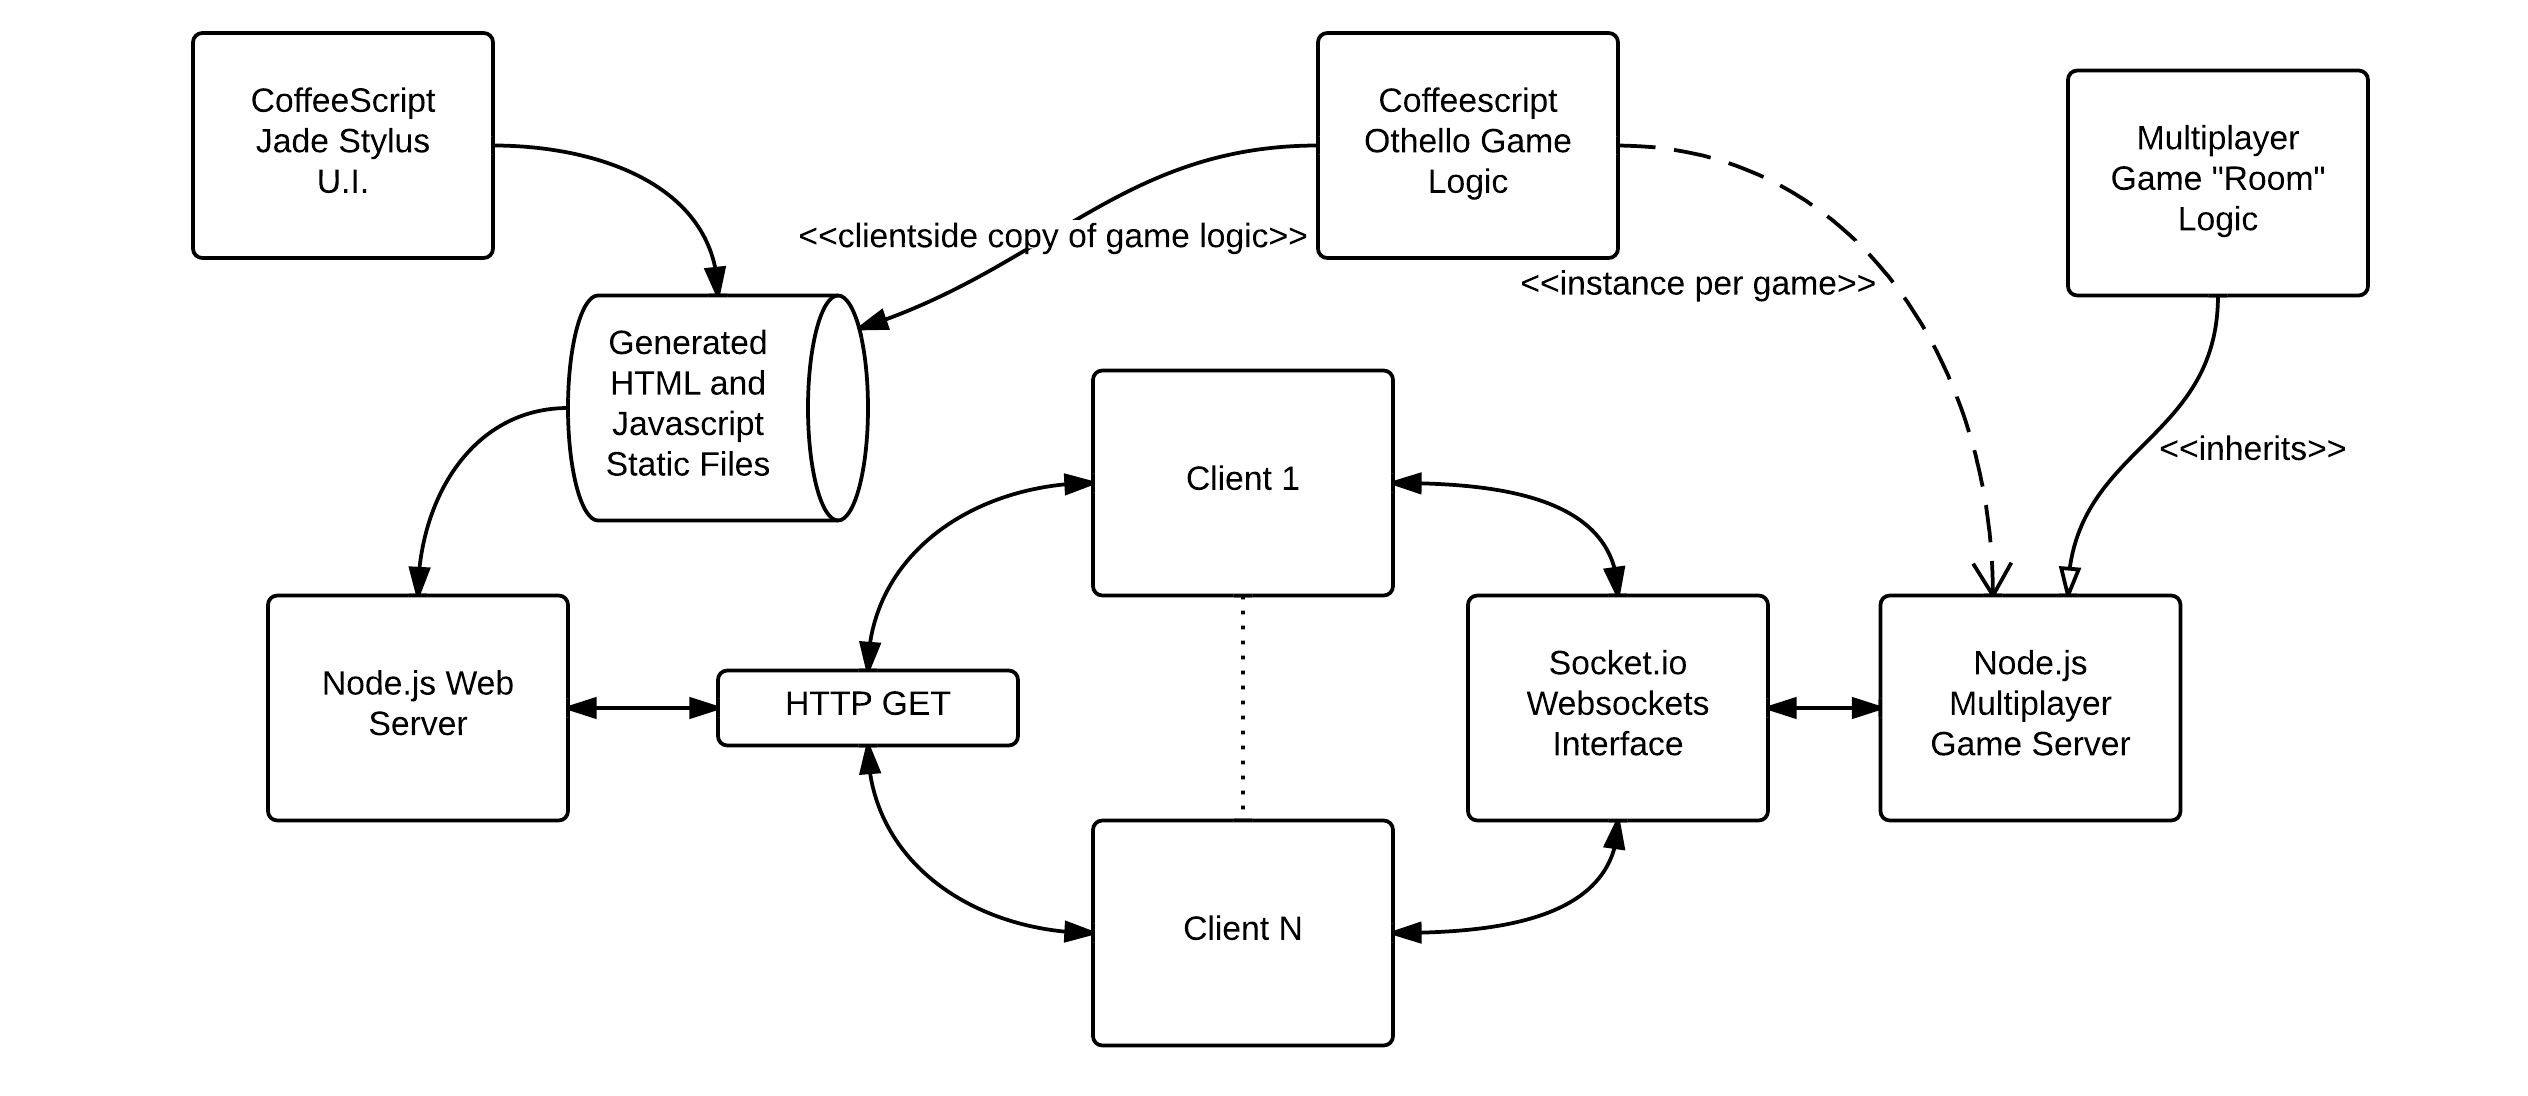 CoffeeScript
Jade Stylus
U.I.
Coffeescript
Othello Game
Logic
Multiplayer
Game "Room"
Logic
<<clientside copy of game logic>>
<<instance per game>>
Generated
HTML and
Javascript
Static Files
<<inherits>>
Client 1
Node.js Web
Server
HTTP GET
Socket.io
Websockets
Interface
Node.js
Multiplayer
Game Server
Client N